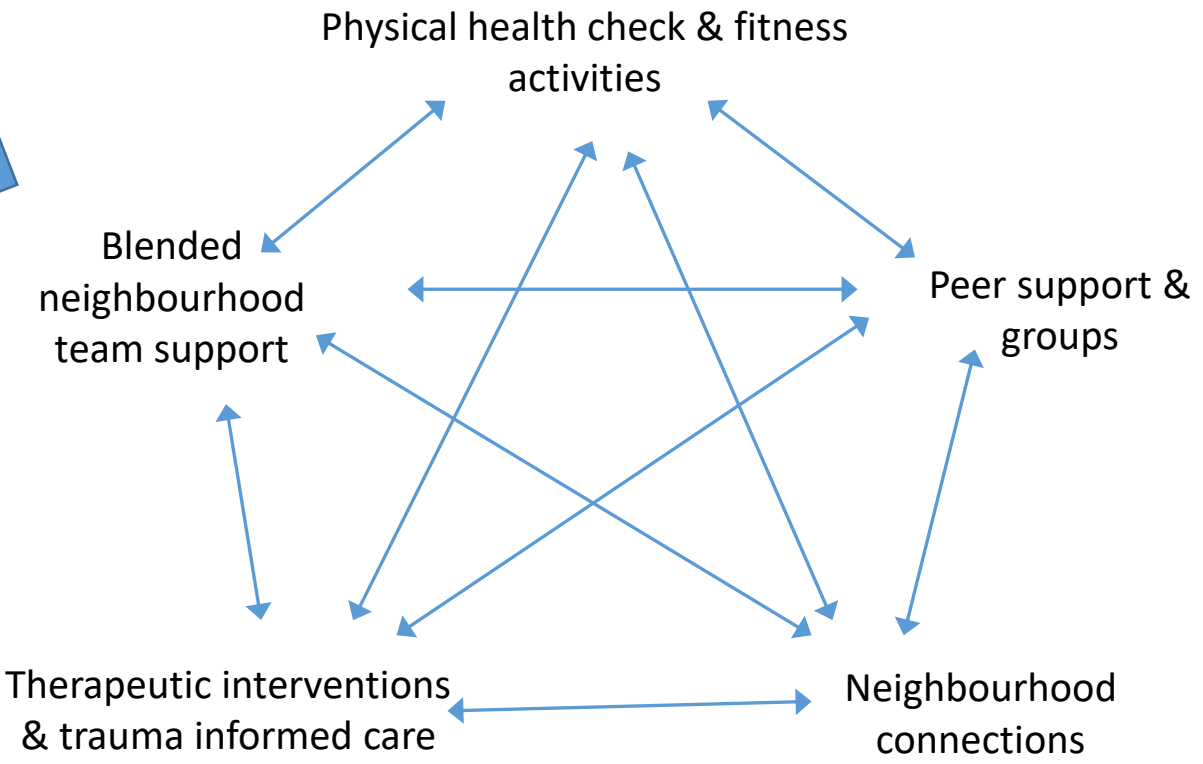 Physical health check & fitness
activities
Blended
neighbourhood
team support
Peer support &
groups
Therapeutic interventions
& trauma informed care
Neighbourhood
connections